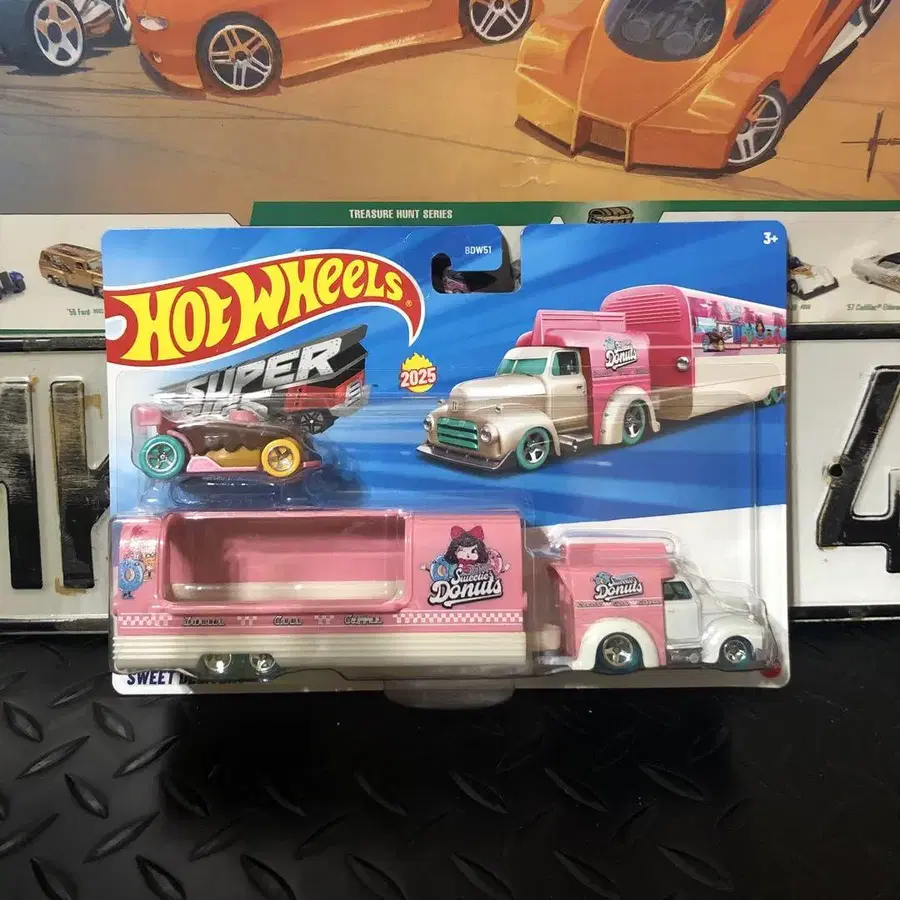 TREASURE HUNT SERIES
'56 Ford
'57 Cadillac®
BDW51
3+
HOT WHEELS®
SUPER
2025
Sweetie
Donuts
Sweetie
Donuts
Sweetie
Donuts
SWEET
4